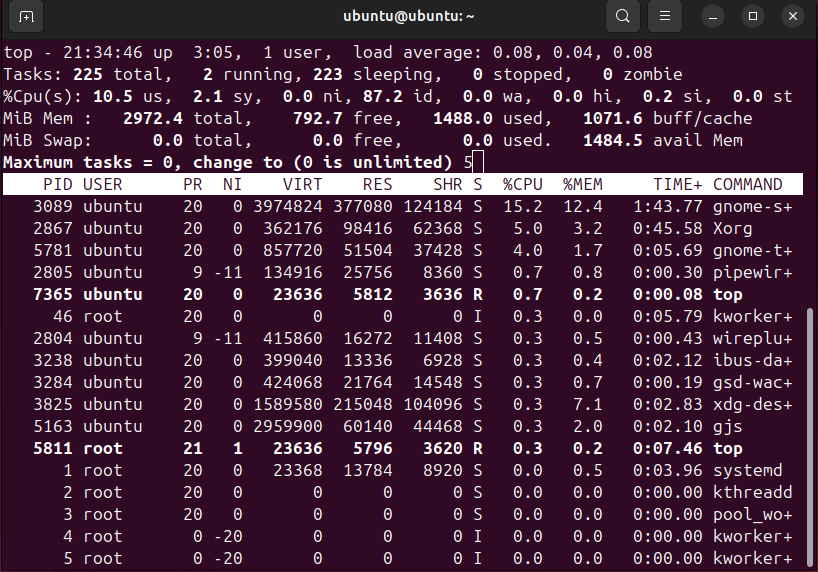 ubuntu@ubuntu: ~
top - 21:34:46 up  3:05,  1 user,  load average: 0.08, 0.04, 0.08
Tasks: 225 total,   2 running, 223 sleeping,   0 stopped,   0 zombie
%Cpu(s): 10.5 us,  2.1 sy,  0.0 ni, 87.2 id,  0.0 wa,  0.0 hi,  0.2 si,  0.0 st
MiB Mem :   2972.4 total,    792.7 free,   1488.0 used,   1071.6 buff/cache
MiB Swap:      0.0 total,      0.0 free,      0.0 used.   1484.5 avail Mem
Maximum tasks = 0, change to (0 is unlimited) 5
PID USER      PR  NI    VIRT    RES    SHR S  %CPU  %MEM     TIME+ COMMAND
3089 ubuntu    20   0 3974824 377080 124184 S  15.2  12.4   1:43.77 gnome-s+
2867 ubuntu    20   0  362176  98416  62368 S   5.0   3.2   0:45.58 Xorg
5781 ubuntu    20   0  857720  51504  37428 S   4.0   1.7   0:05.69 gnome-t+
2805 ubuntu     9 -11  134916  25756   8360 S   0.7   0.8   0:00.30 pipewir+
7365 ubuntu    20   0   23636   5812   3636 R   0.7   0.2   0:00.08 top
46 root      20   0       0      0      0 I   0.3   0.0   0:05.79 kworker+
2804 ubuntu     9 -11  415860  16272  11408 S   0.3   0.5   0:00.43 wireplu+
3238 ubuntu    20   0  399040  13336   6928 S   0.3   0.4   0:02.12 ibus-da+
3284 ubuntu    20   0  424068  21764  14548 S   0.3   0.7   0:00.19 gsd-wac+
3825 ubuntu    20   0 1589580 215048 104096 S   0.3   7.1   0:02.83 xdg-des+
5163 ubuntu    20   0 2959900  60140  44468 S   0.3   2.0   0:02.10 gjs
5811 root      21   1   23636   5796   3620 R   0.3   0.2   0:07.46 top
1 root      20   0   23368  13784   8920 S   0.0   0.5   0:03.96 systemd
2 root      20   0       0      0      0 S   0.0   0.0   0:00.00 kthreadd
3 root      20   0       0      0      0 S   0.0   0.0   0:00.00 pool_wo+
4 root       0 -20       0      0      0 I   0.0   0.0   0:00.00 kworker+
5 root       0 -20       0      0      0 I   0.0   0.0   0:00.00 kworker+